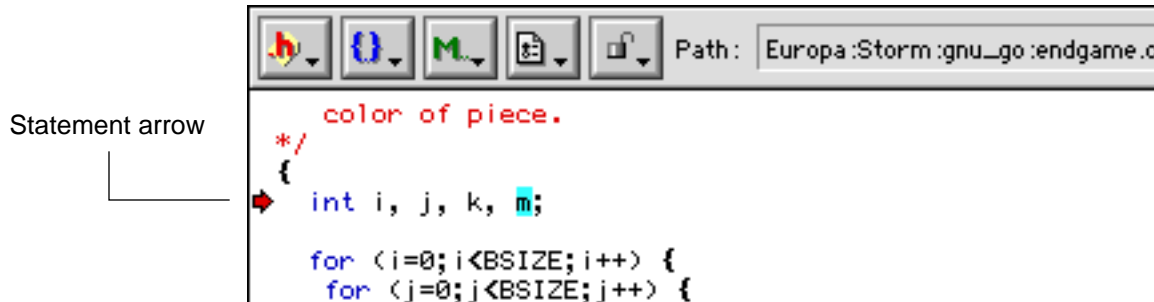 .h {} M... Path: Europa:Storm:gnu_go:endgame.c
color of piece.
Statement arrow
*/
{
int i, j, k, m;
for (i=0;i<BSIZE;i++) {
for (j=0;j<BSIZE;j++) {